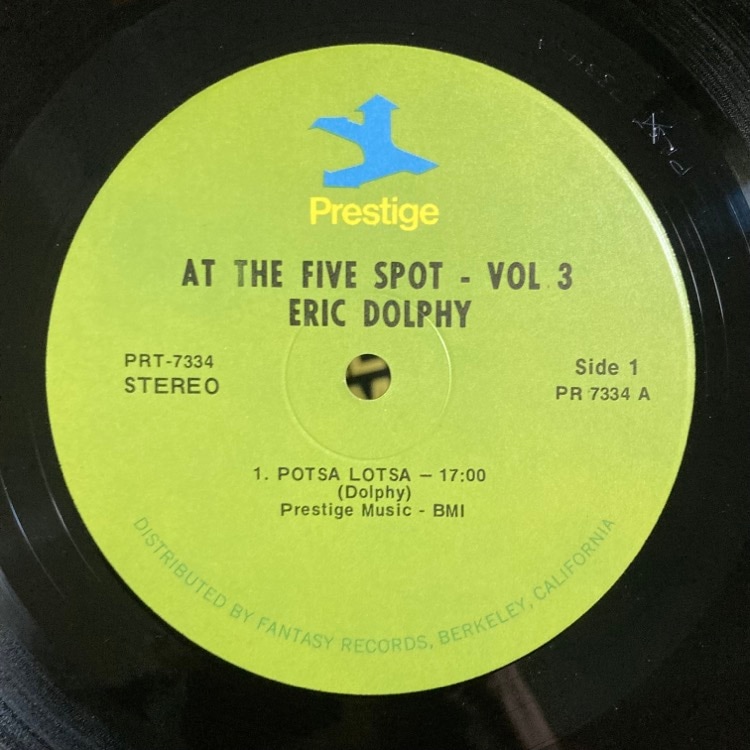 Prestige
AT THE FIVE SPOT - VOL 3
ERIC DOLPHY
PRT-7334
STEREO
Side 1
PR 7334 A
1. POTSA LOTSA — 17:00
(Dolphy)
Prestige Music - BMI
DISTRIBUTED BY FANTASY RECORDS, BERKELEY, CALIFORNIA